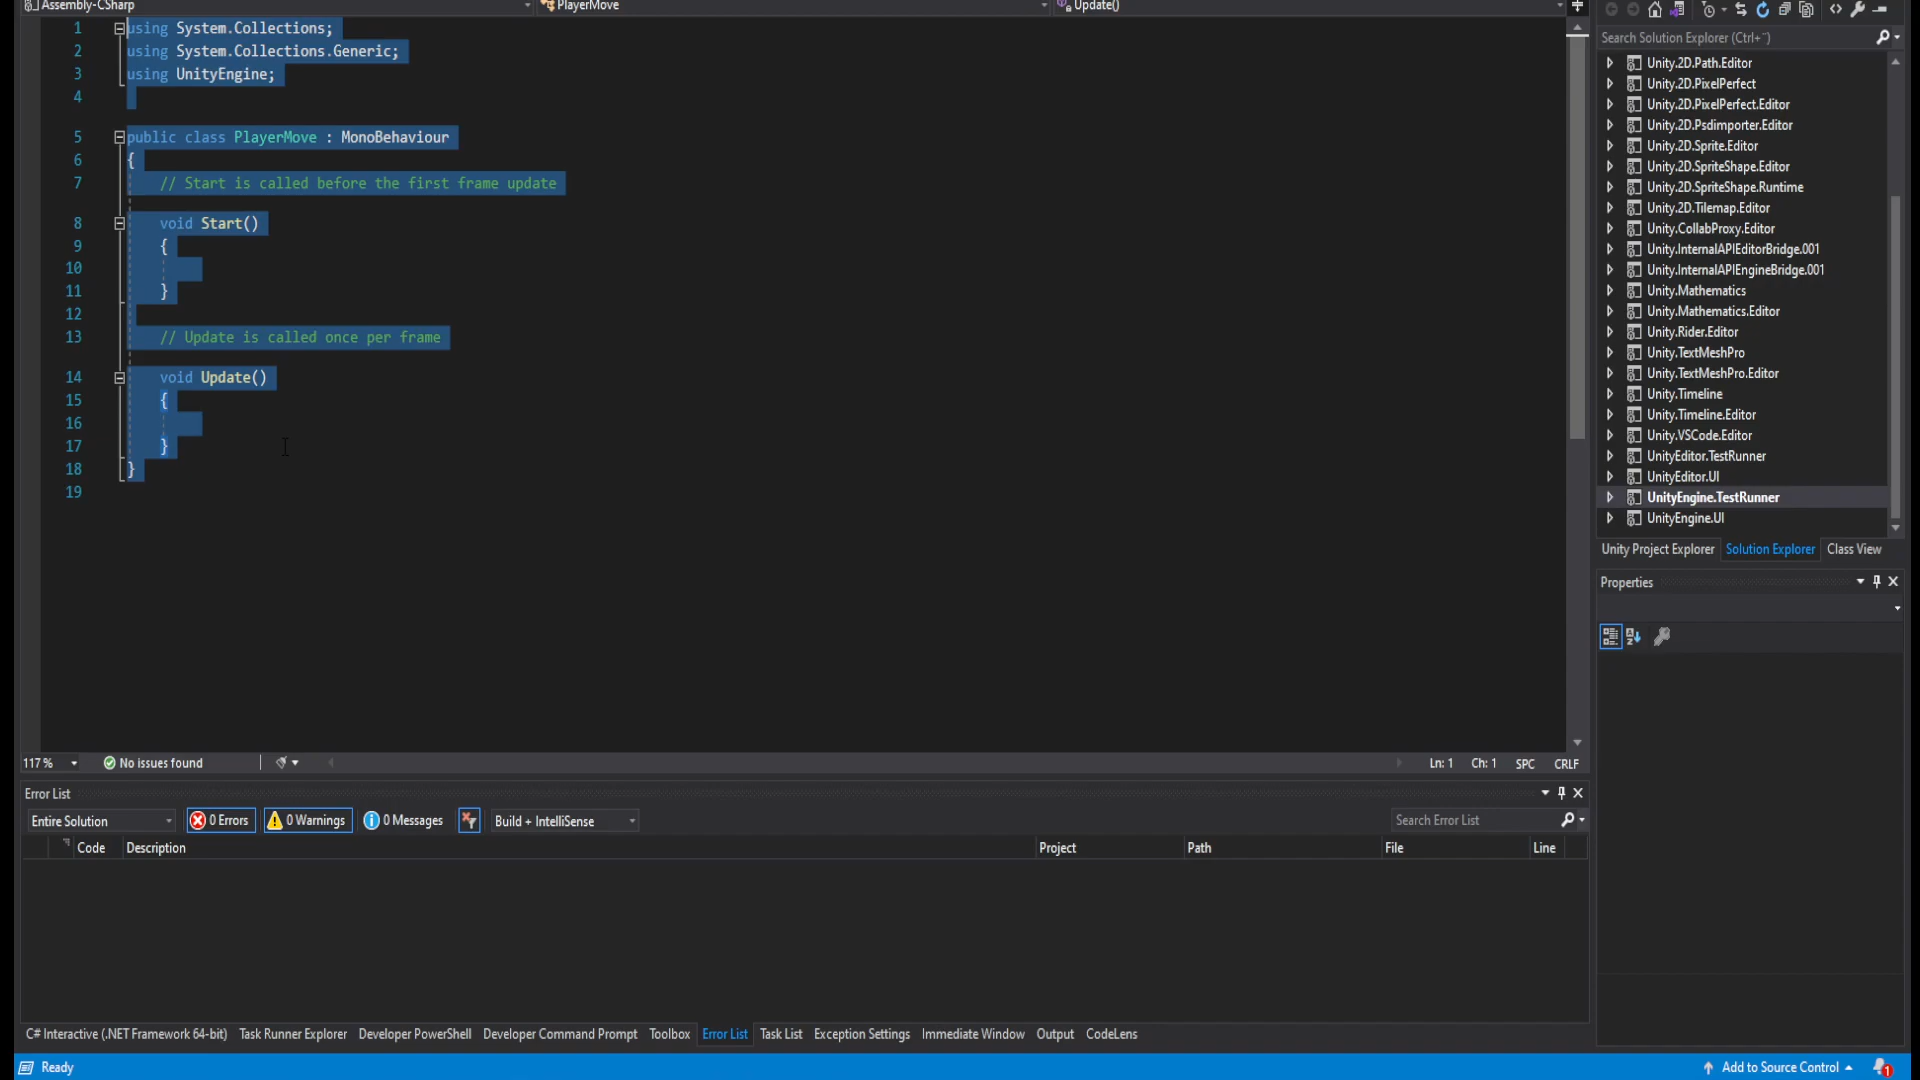 Assembly-CSharp
PlayerMove
Update()
1 using System.Collections;
2 using System.Collections.Generic;
3 using UnityEngine;
4
5 public class PlayerMove : MonoBehaviour
6 {
7 // Start is called before the first frame update
8 void Start()
9 {
10
11 }
12
13 // Update is called once per frame
14 void Update()
15 {
16
17 }
18 }
19
117 %
No issues found
Ln: 1 Ch: 1 SPC CRLF
Search Solution Explorer (Ctrl+¨)
Unity.2D.Path.Editor
Unity.2D.PixelPerfect
Unity.2D.PixelPerfect.Editor
Unity.2D.Psdimporter.Editor
Unity.2D.Sprite.Editor
Unity.2D.SpriteShape.Editor
Unity.2D.SpriteShape.Runtime
Unity.2D.Tilemap.Editor
Unity.CollabProxy.Editor
Unity.InternalAPIEditorBridge.001
Unity.InternalAPIEngineBridge.001
Unity.Mathematics
Unity.Mathematics.Editor
Unity.Rider.Editor
Unity.TextMeshPro
Unity.TextMeshPro.Editor
Unity.Timeline
Unity.Timeline.Editor
Unity.VSCode.Editor
UnityEditor.TestRunner
UnityEditor.UI
UnityEngine.TestRunner
UnityEngine.UI
Unity Project Explorer Solution Explorer Class View
Properties
Error List
Entire Solution 0 Errors 0 Warnings 0 Messages Build + IntelliSense Search Error List
Code Description Project Path File Line
C# Interactive (.NET Framework 64-bit) Task Runner Explorer Developer PowerShell Developer Command Prompt Toolbox Error List Task List Exception Settings Immediate Window Output CodeLens
Ready
Add to Source Control
1